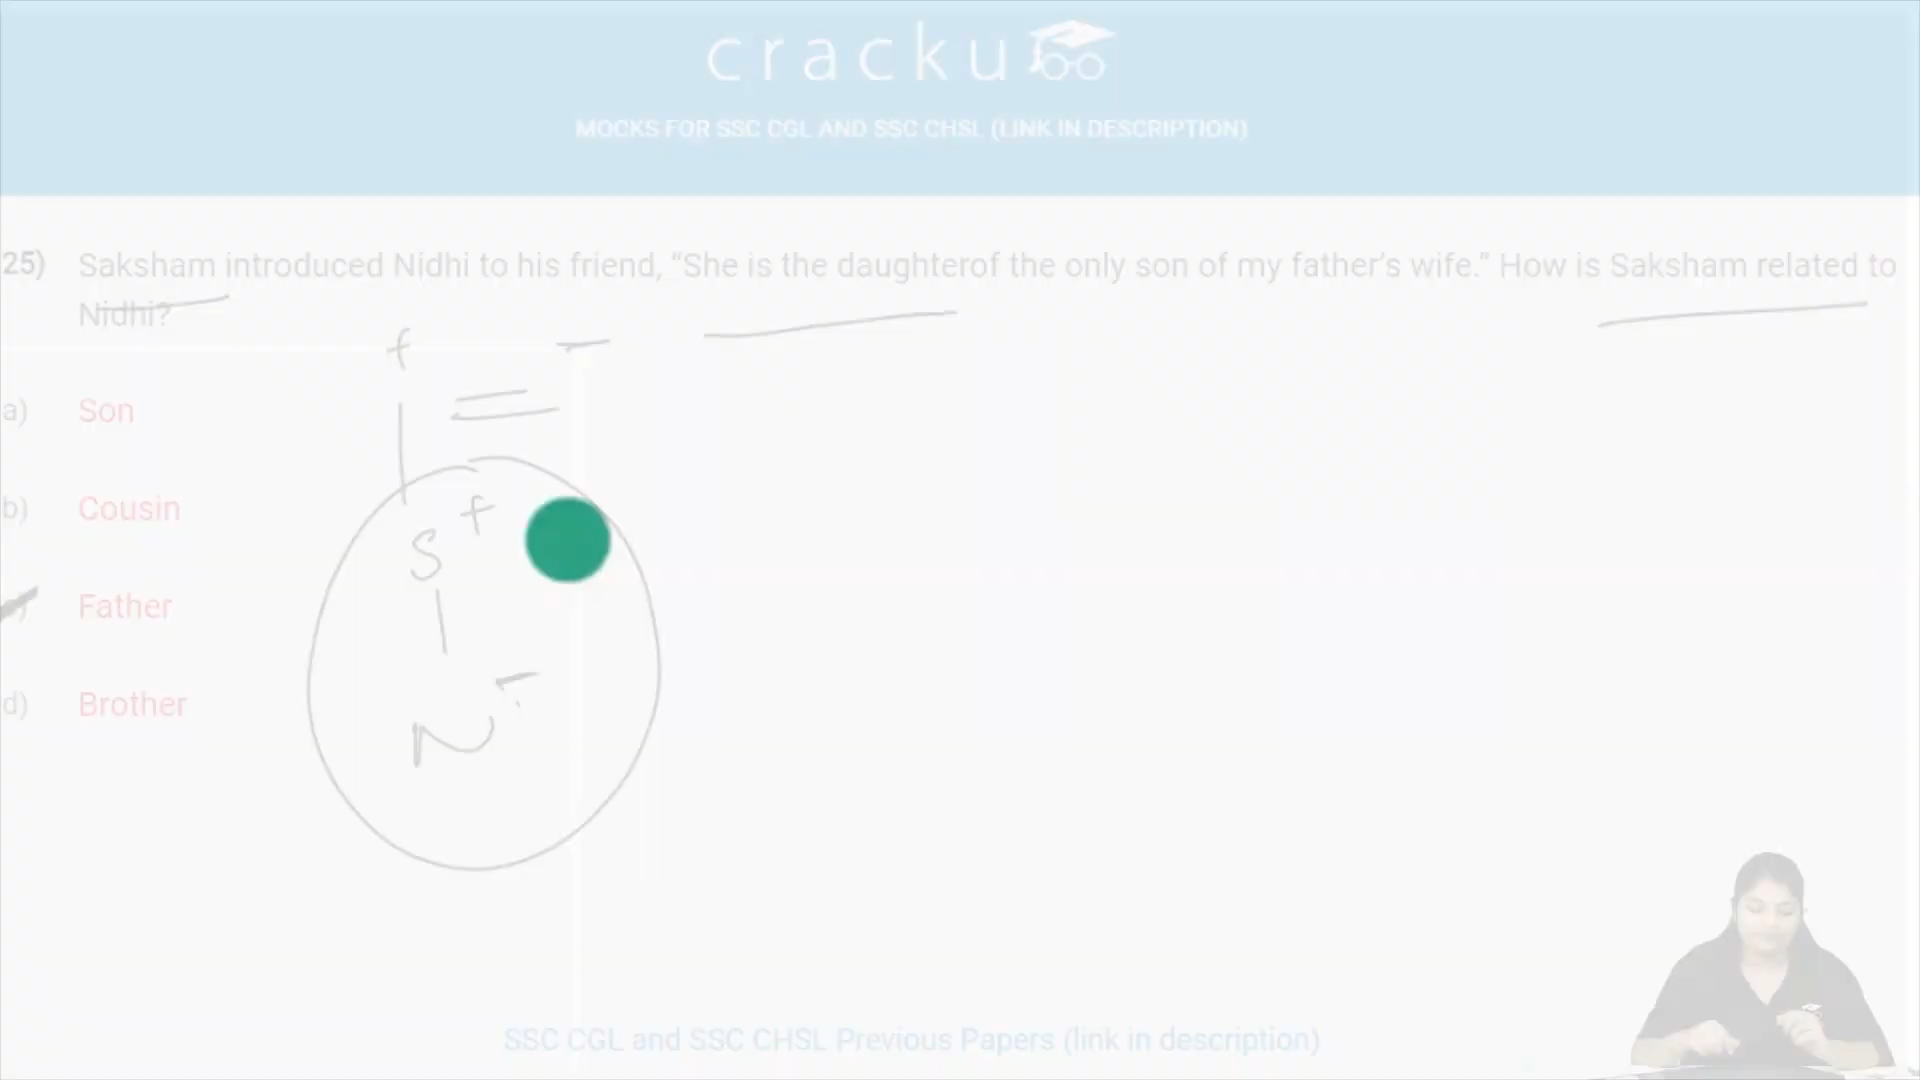 cracku
MOCKS FOR SSC CGL AND SSC CHSL (LINK IN DESCRIPTION)
25) Saksham introduced Nidhi to his friend, “She is the daughterof the only son of my father’s wife.” How is Saksham related to
Nidhi?
+ −
a) Son
S +
b) Cousin
c) Father
N −
d) Brother
SSC CGL and SSC CHSL Previous Papers (link in description)